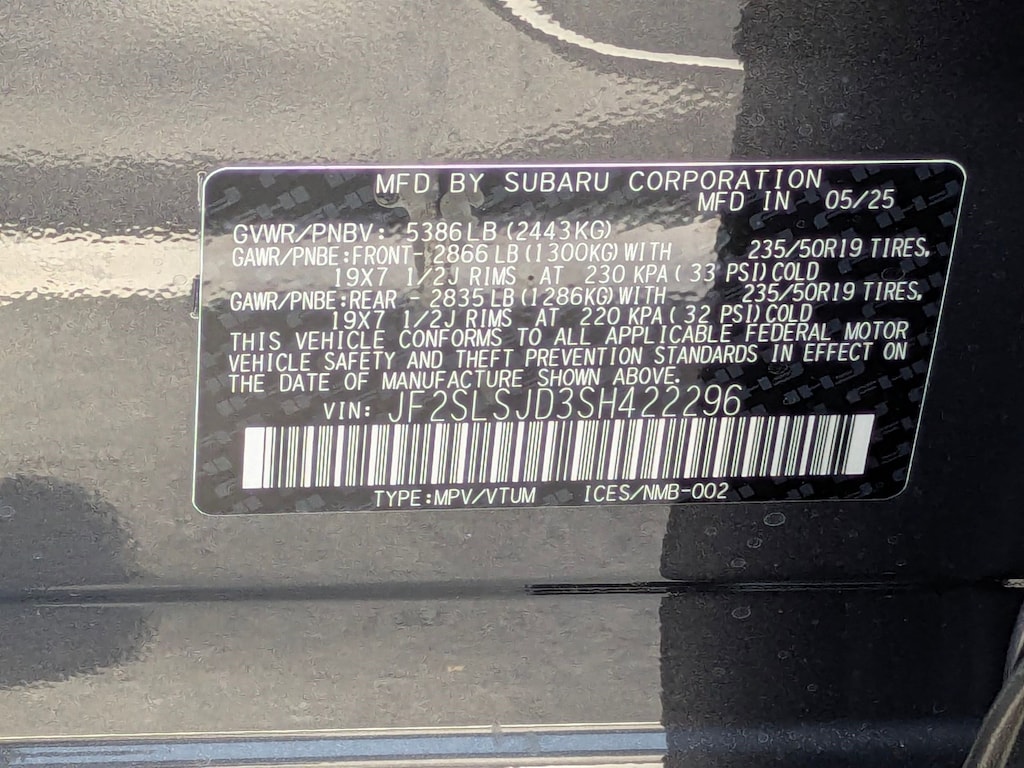 MFD BY SUBARU CORPORATION
MFD IN 05/25
GVWR/PNBV: 5386LB (2443KG)
GAWR/PNBE:FRONT- 2866 LB (1300KG) WITH 235/50R19 TIRES,
19X7 1/2J RIMS AT 230 KPA ( 33 PSI) COLD
GAWR/PNBE:REAR - 2835 LB (1286KG) WITH 235/50R19 TIRES,
19X7 1/2J RIMS AT 220 KPA ( 32 PSI) COLD
THIS VEHICLE CONFORMS TO ALL APPLICABLE FEDERAL MOTOR
VEHICLE SAFETY AND THEFT PREVENTION STANDARDS IN EFFECT ON
THE DATE OF MANUFACTURE SHOWN ABOVE.
VIN: JF2SLSJD3SH422296
TYPE:MPV/VTUM ICES/NMB-002